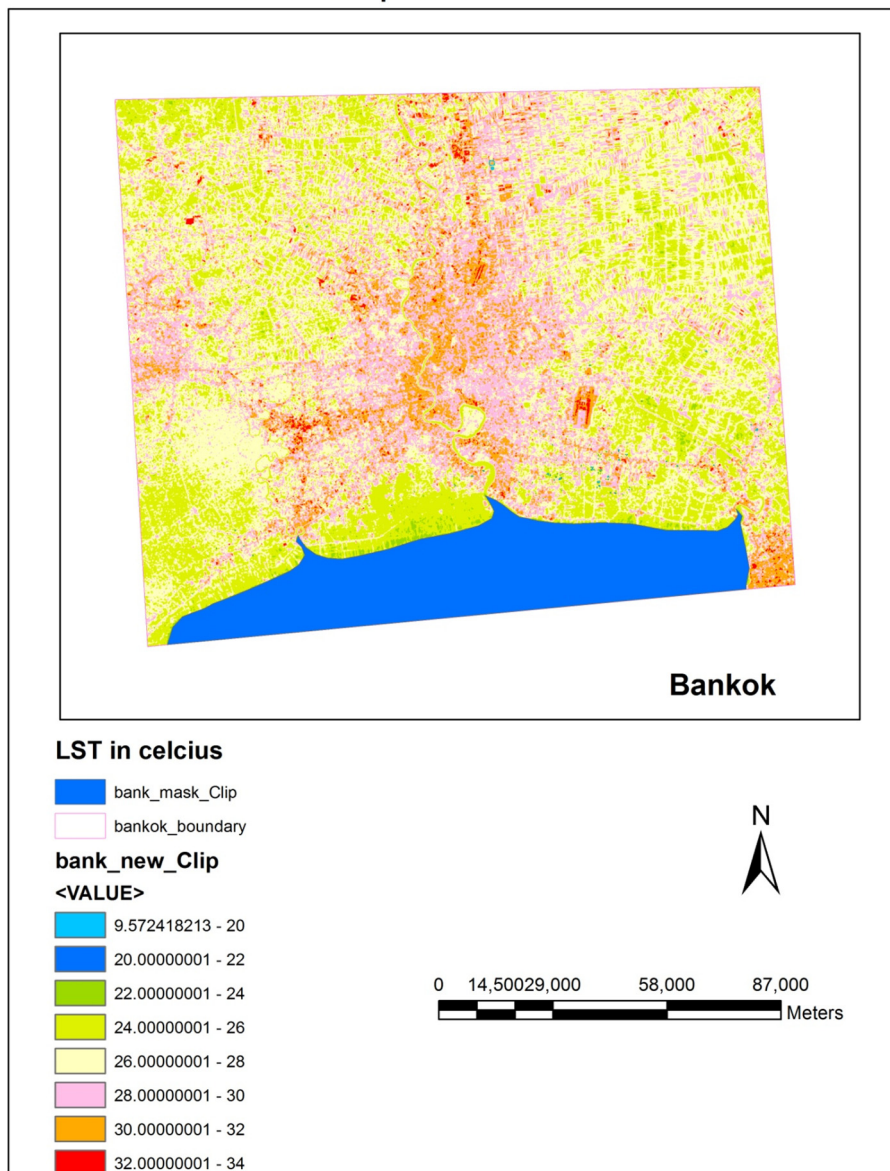 Bankok
LST in celcius
bank_mask_Clip
bankok_boundary
bank_new_Clip
<VALUE>
9.572418213 - 20
20.00000001 - 22
22.00000001 - 24
24.00000001 - 26
26.00000001 - 28
28.00000001 - 30
30.00000001 - 32
32.00000001 - 34
N
0 14,500 29,000 58,000 87,000
Meters